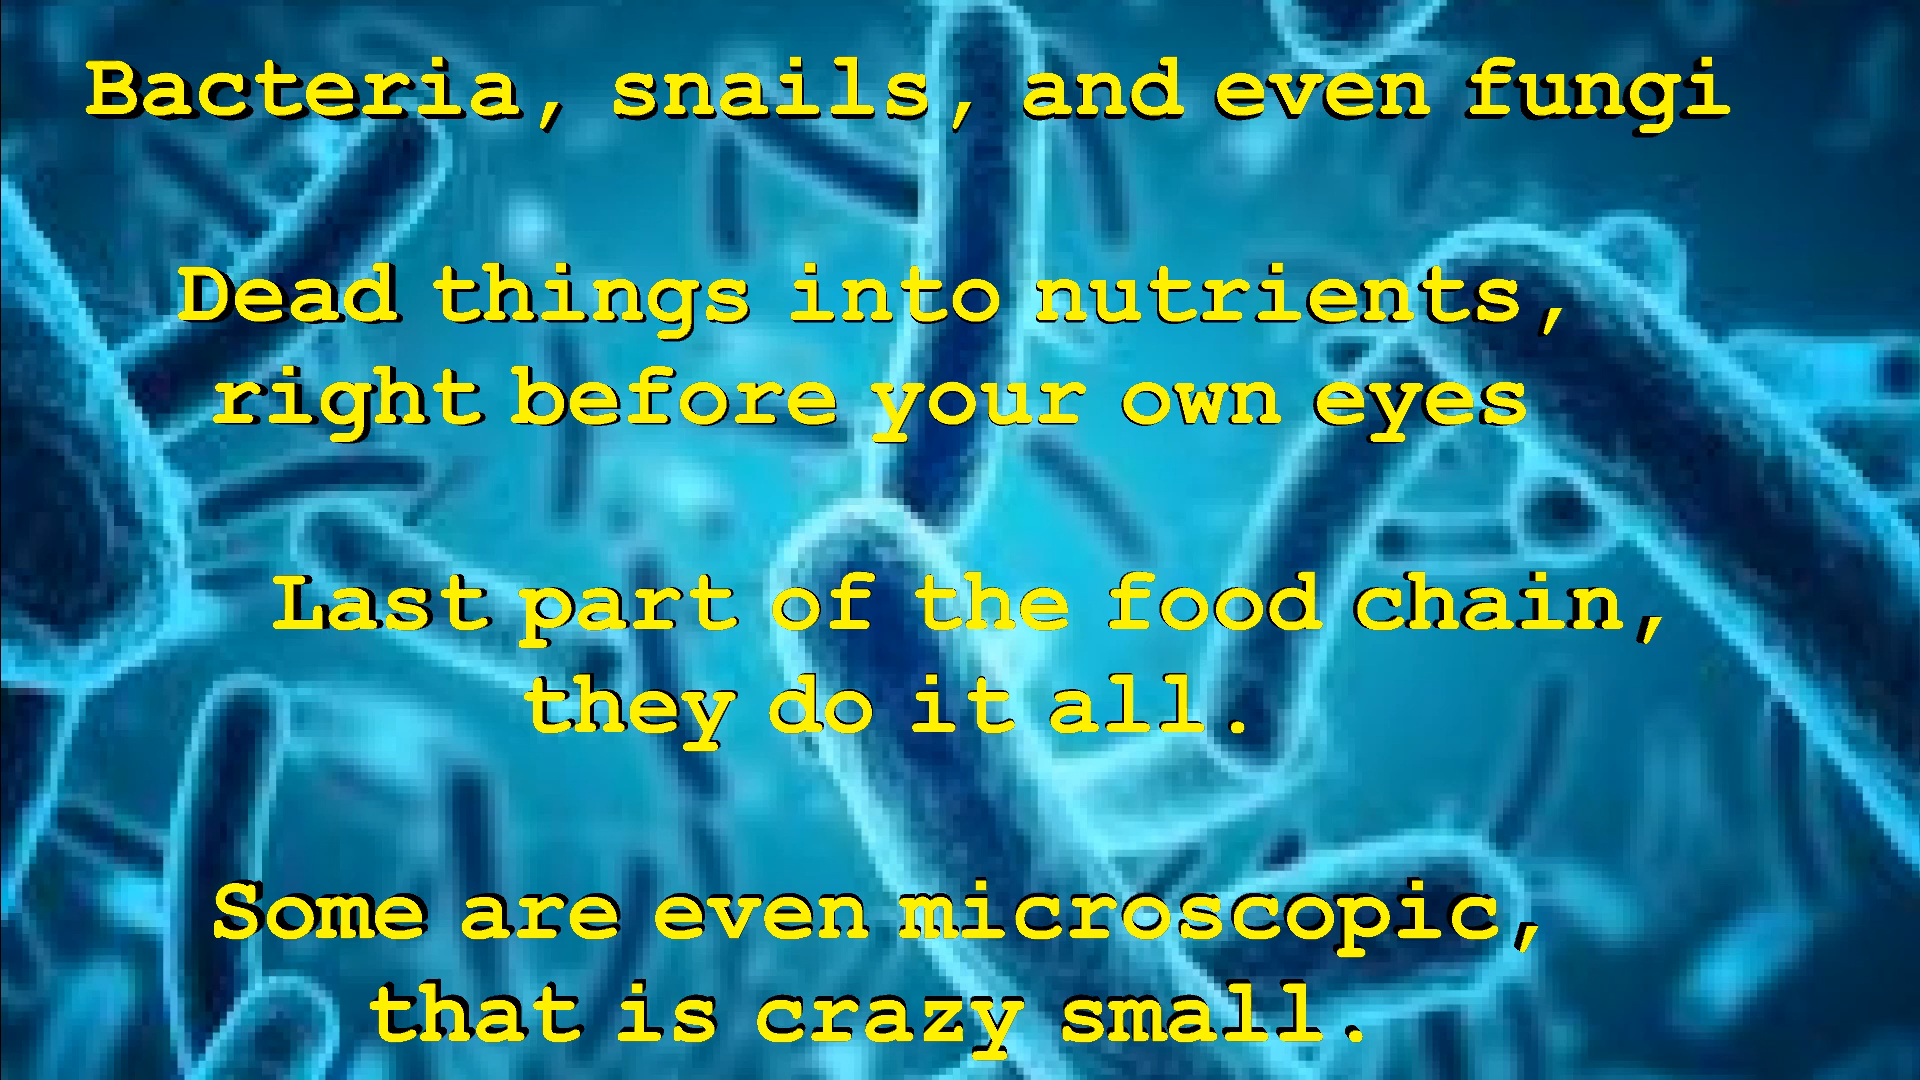 Bacteria, snails, and even fungi
Dead things into nutrients,
right before your own eyes
Last part of the food chain,
they do it all.
Some are even microscopic,
that is crazy small.